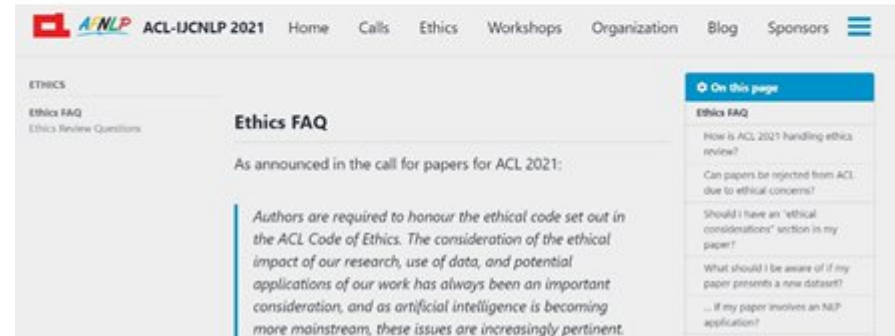 AFNLP ACL-IJCNLP 2021 Home Calls Ethics Workshops Organization Blog Sponsors
ETHICS
Ethics FAQ
Ethics Review Questions
Ethics FAQ
As announced in the call for papers for ACL 2021:
Authors are required to honour the ethical code set out in
the ACL Code of Ethics. The consideration of the ethical
impact of our research, use of data, and potential
applications of our work has always been an important
consideration, and as artificial intelligence is becoming
more mainstream, these issues are increasingly pertinent.
On this page
Ethics FAQ
How is ACL 2021 handling ethics
review?
Can papers be rejected from ACL
due to ethical concerns?
Should I have an "ethical
considerations" section in my
paper?
What should I be aware of if my
paper presents a new dataset?
... if my paper involves an NLP
application?